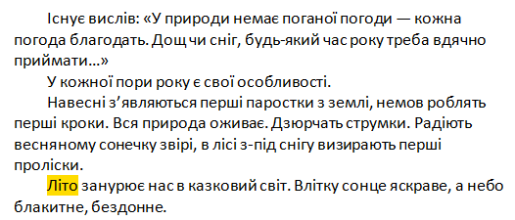 Існує вислів: «У природи немає поганої погоди — кожна
погода благодать. Дощ чи сніг, будь-який час року треба вдячно
приймати...»
У кожної пори року є свої особливості.
Навесні з’являються перші паростки з землі, немов роблять
перші кроки. Вся природа оживає. Дзюрчать струмки. Радіють
весняному сонечку звірі, в лісі з-під снігу визирають перші
проліски.
Літо занурює нас в казковий світ. Влітку сонце яскраве, а небо
блакитне, бездонне.